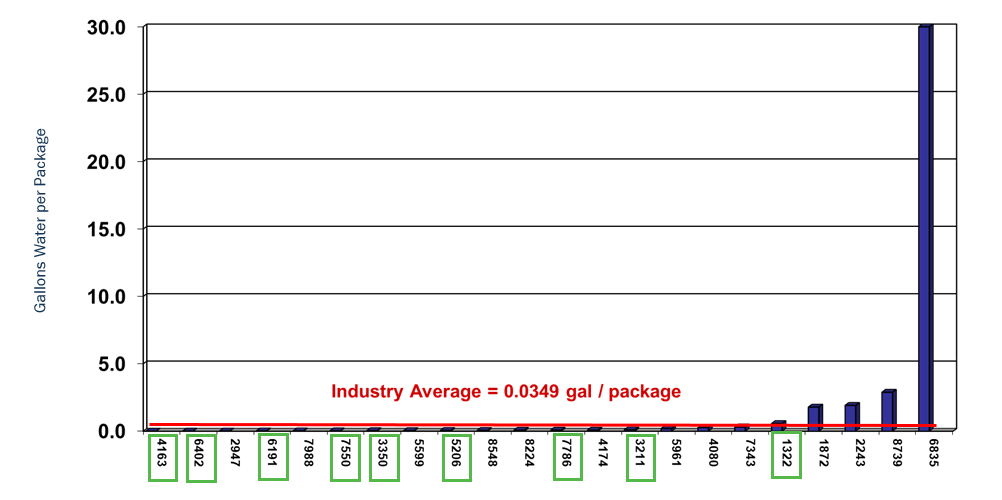 Gallons Water per Package
30.0
25.0
20.0
15.0
10.0
5.0
0.0
Industry Average = 0.0349 gal / package
4163 6402 2947 6191 7988 7550 3350 5599 5206 8548 8224 7786 4174 3211 5961 4080 7343 1322 1872 2243 8739 6835